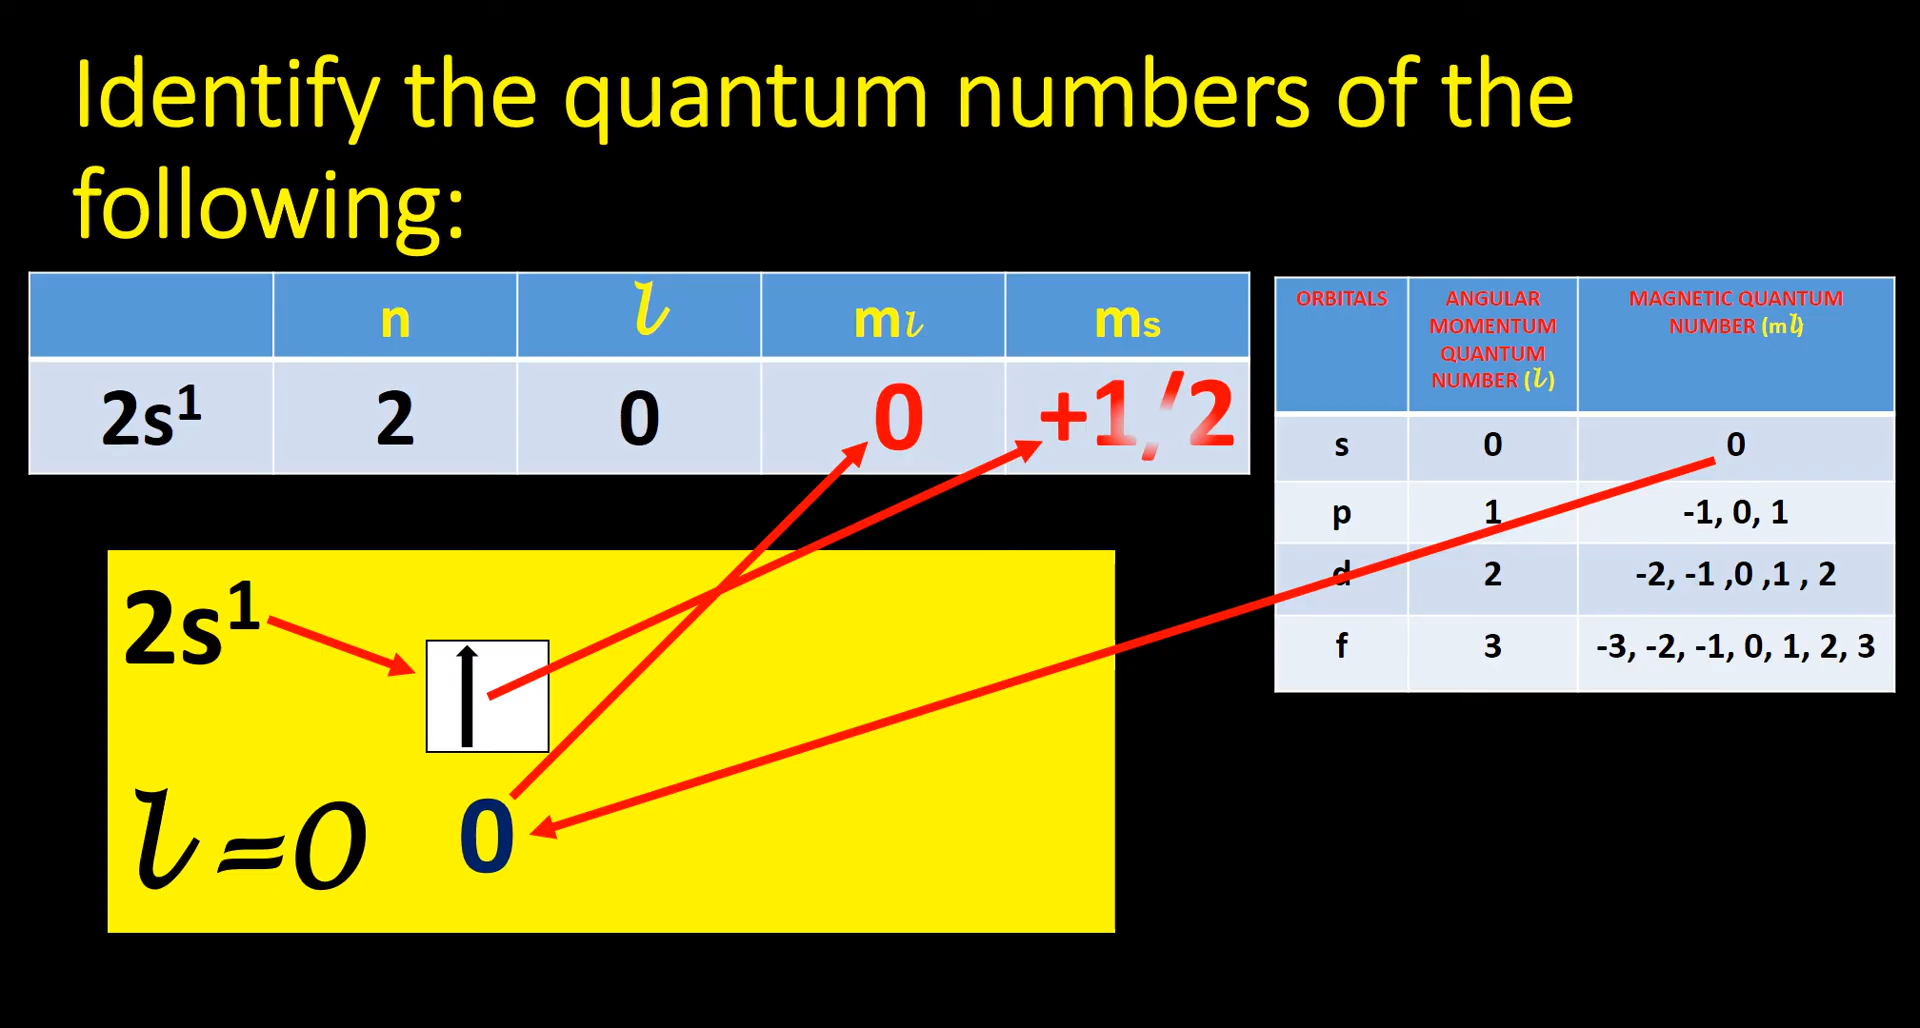 Identify the quantum numbers of the
following:
n l ml ms
2s¹ 2 0 0 +1/2
ORBITALS ANGULAR MOMENTUM QUANTUM NUMBER (l) MAGNETIC QUANTUM NUMBER (ml)
s 0 0
p 1 -1, 0, 1
d 2 -2, -1 ,0 ,1 , 2
f 3 -3, -2, -1, 0, 1, 2, 3
2s¹
l=0 0